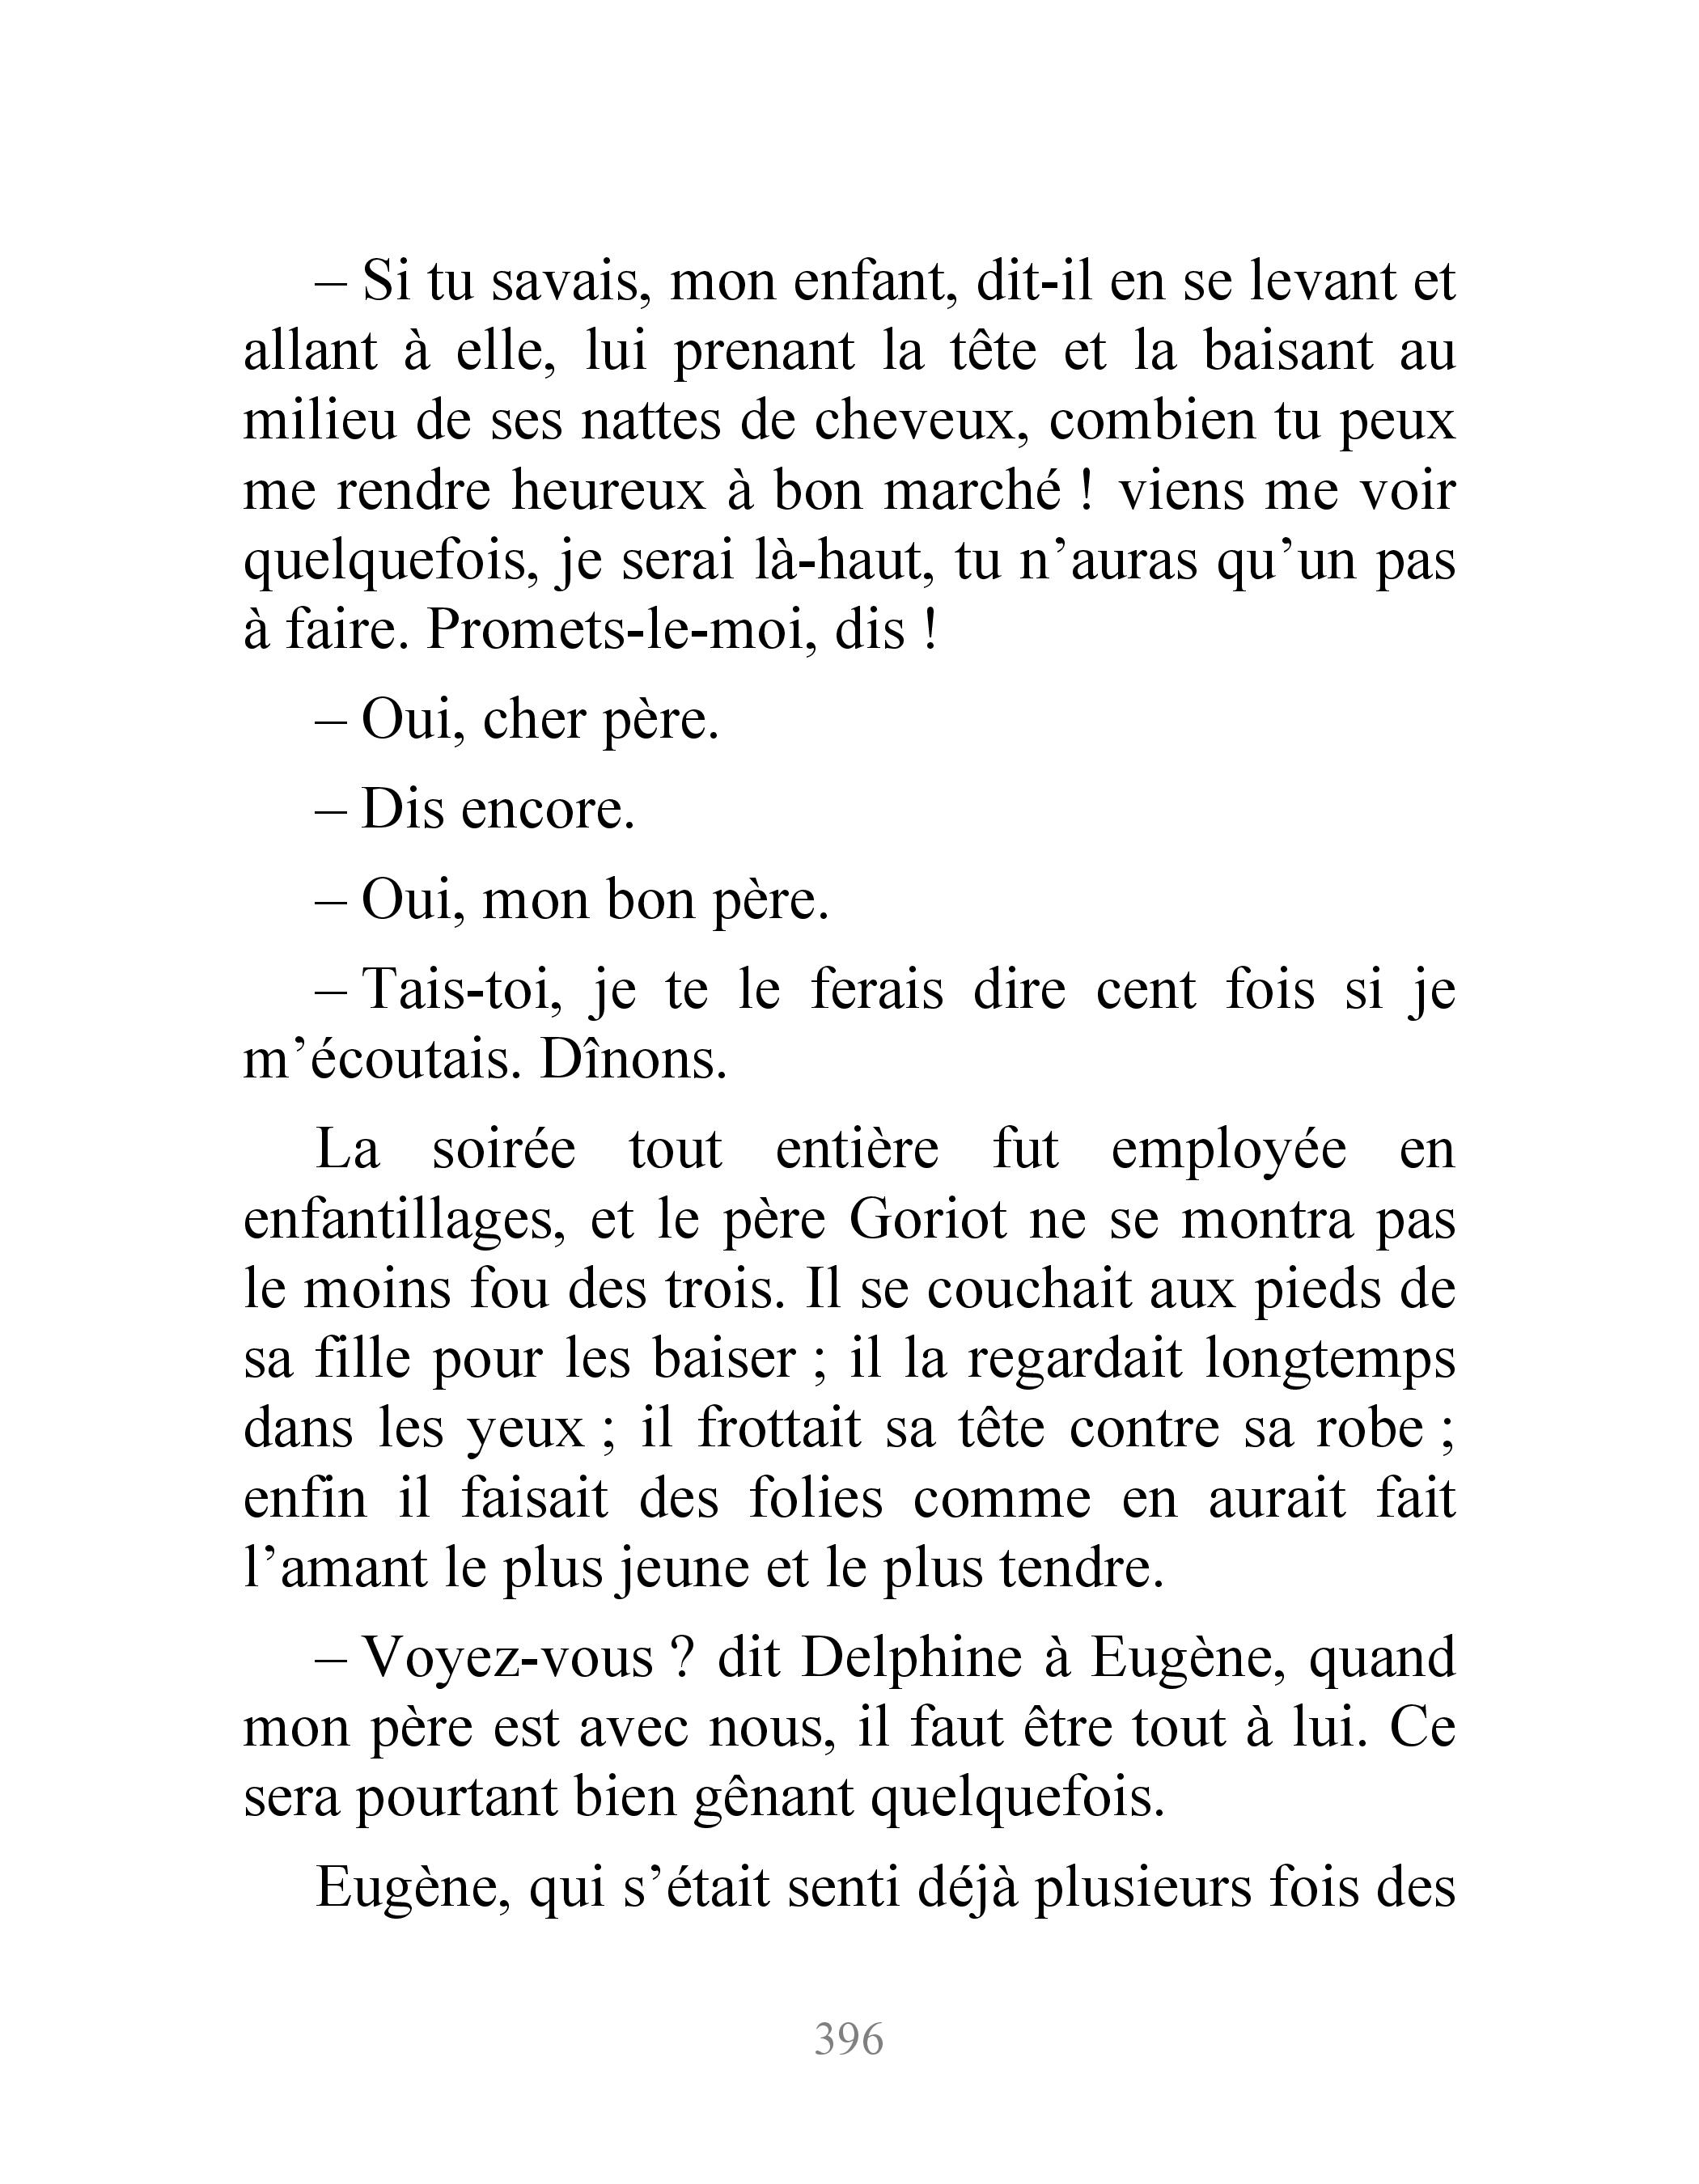 – Si tu savais, mon enfant, dit-il en se levant et
allant à elle, lui prenant la tête et la baisant au
milieu de ses nattes de cheveux, combien tu peux
me rendre heureux à bon marché ! viens me voir
quelquefois, je serai là-haut, tu n’auras qu’un pas
à faire. Promets-le-moi, dis !
– Oui, cher père.
– Dis encore.
– Oui, mon bon père.
– Tais-toi, je te le ferais dire cent fois si je
m’écoutais. Dînons.
La soirée tout entière fut employée en
enfantillages, et le père Goriot ne se montra pas
le moins fou des trois. Il se couchait aux pieds de
sa fille pour les baiser ; il la regardait longtemps
dans les yeux ; il frottait sa tête contre sa robe ;
enfin il faisait des folies comme en aurait fait
l’amant le plus jeune et le plus tendre.
– Voyez-vous ? dit Delphine à Eugène, quand
mon père est avec nous, il faut être tout à lui. Ce
sera pourtant bien gênant quelquefois.
Eugène, qui s’était senti déjà plusieurs fois des
396